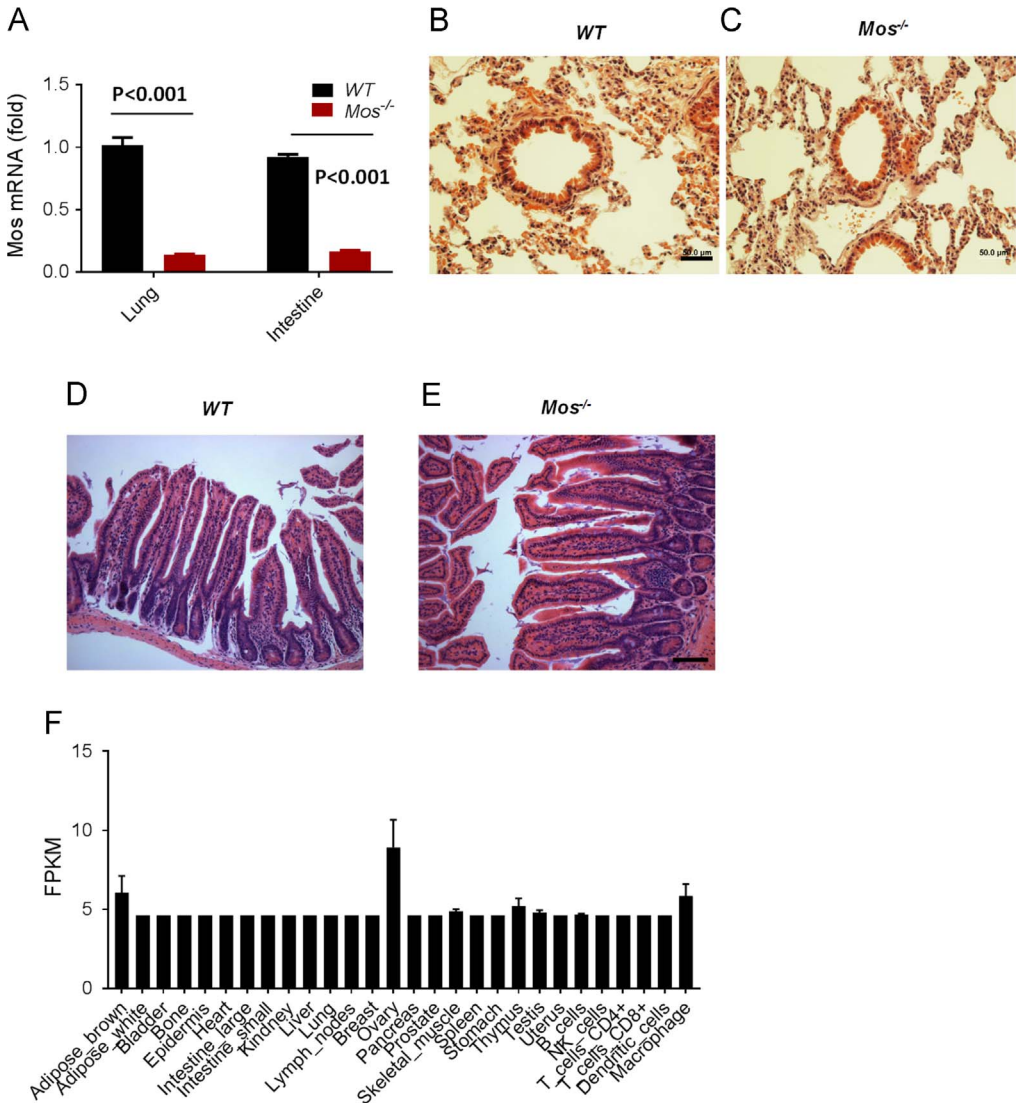 A
B
WT
C
Mos-/-
Mos mRNA (fold)
1.5
1.0
0.5
0.0
P<0.001
WT
Mos-/-
P<0.001
Lung
Intestine
50.0 µm
50.0 µm
D
WT
E
Mos-/-
F
FPKM
15
10
5
0
Adipose_brown
Adipose_white
Bladder
Bone
Epidermis
Heart
Intestine_large
Intestine_small
Kindney
Liver
Lung
Lymph_nodes
Breast
Ovary
Pancreas
Prostate
Skeletal_muscle
Spleen
Stomach
Thymus
Testis
Uterus
B_cells
NK_cells
T_cells_CD4+
T_cells_CD8+
Dendritic_cells
Macrophage